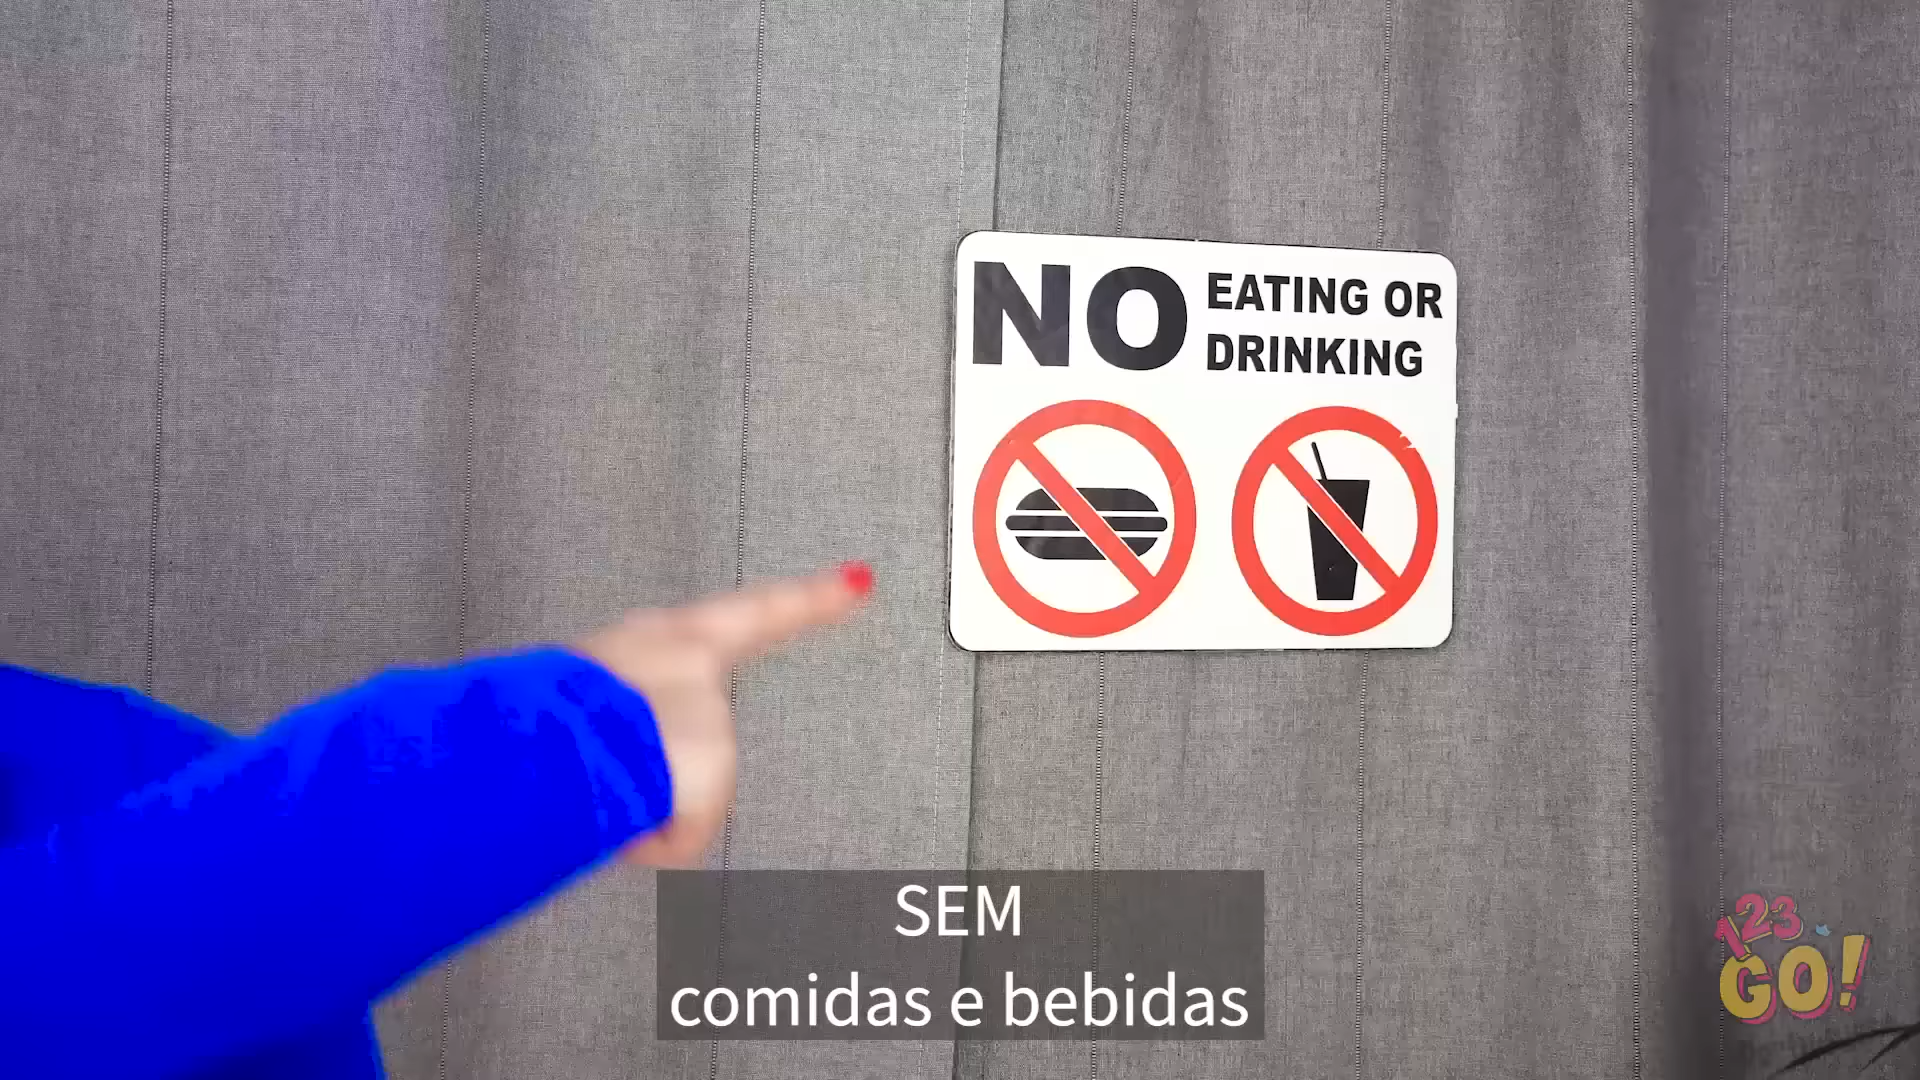 NO EATING OR
DRINKING
SEM
comidas e bebidas
123
GO!